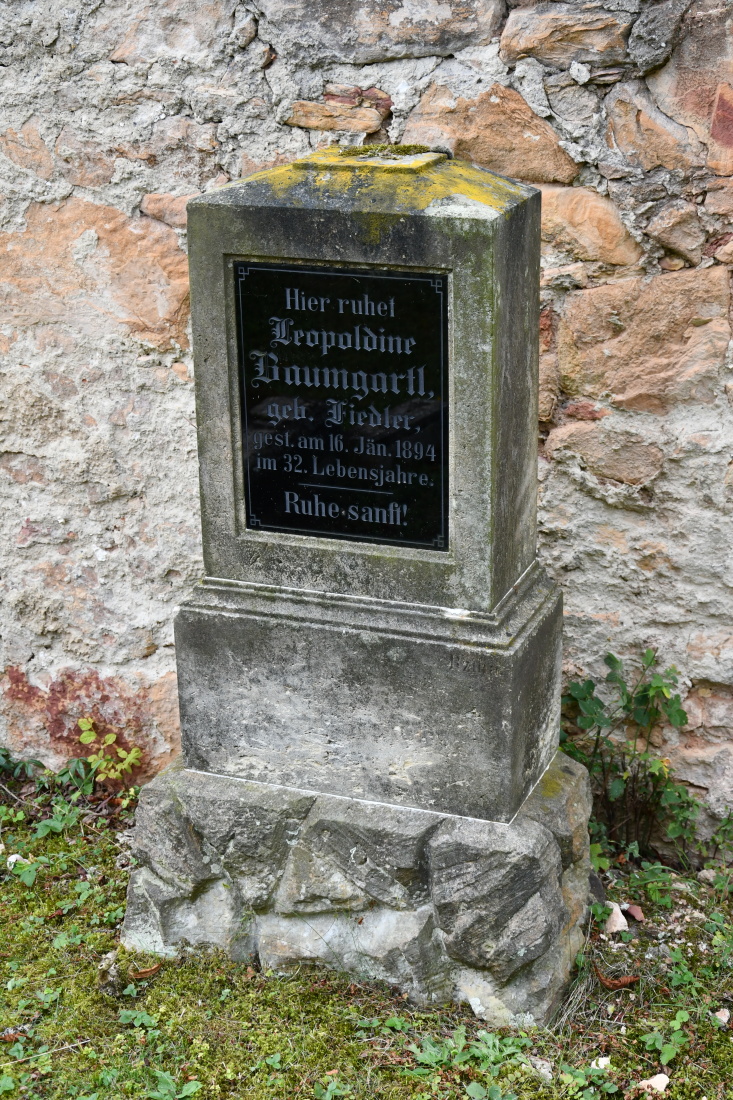 Hier ruhet
Leopoldine
Baumgartl,
geb. Fiedler,
gest. am 16. Jän. 1894
im 32. Lebensjahre.
Ruhe sanft!